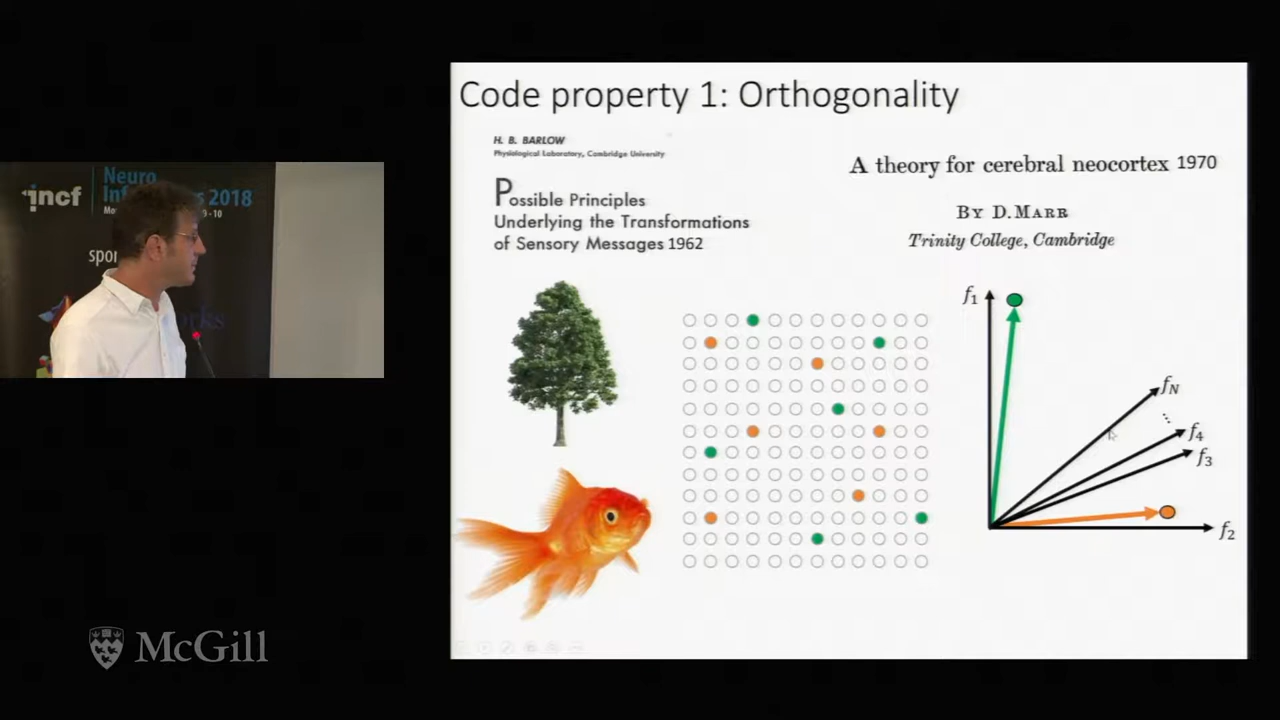 incf
Neuro
2018
9 - 10
spo
Code property 1: Orthogonality
H. B. BARLOW
Physiological Laboratory, Cambridge University
Possible Principles
Underlying the Transformations
of Sensory Messages 1962
A theory for cerebral neocortex 1970
BY D. MARR
Trinity College, Cambridge
f1
fN
f4
f3
f2
McGill